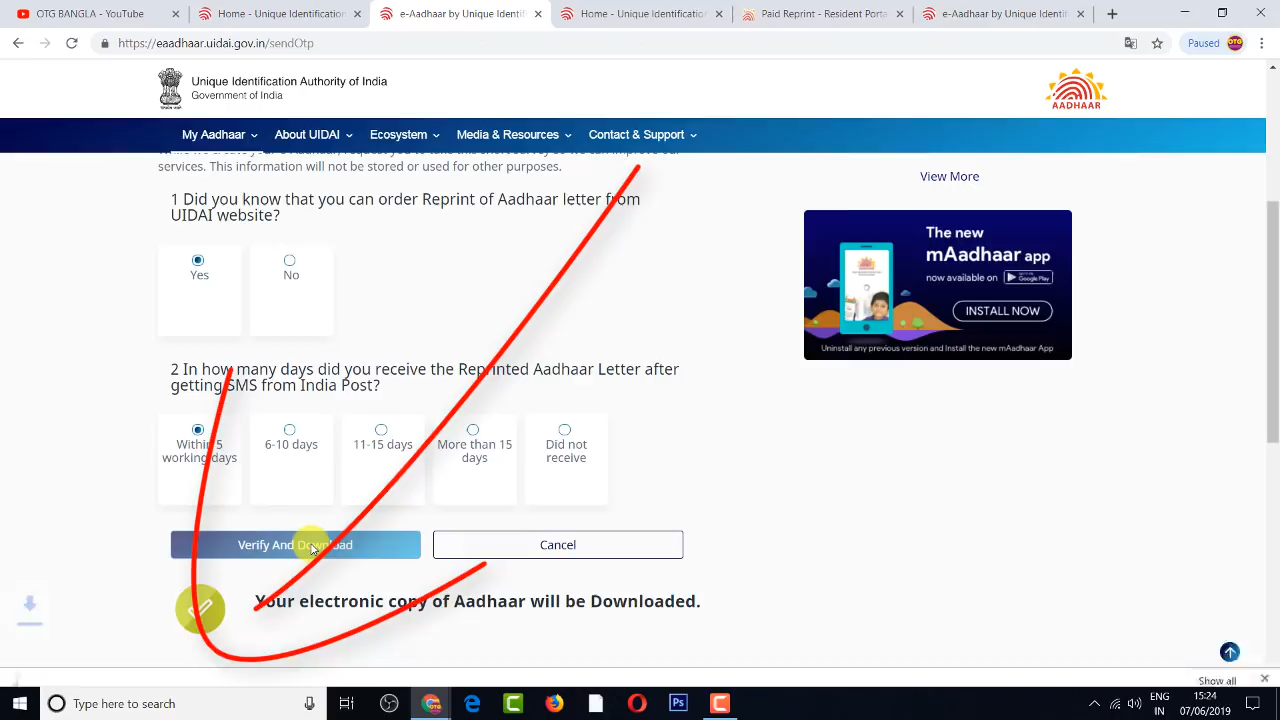 OTG BANGLA - YouTube
Home - Unique Identification
e-Aadhaar by Unique Identif
Home - Unique Identification
Paid Reprint - Resident Porta
e-Aadhaar by Unique Identif
https://eaadhaar.uidai.gov.in/sendOtp
Paused
OTG
Unique Identification Authority of India
Government of India
AADHAAR
My Aadhaar
About UIDAI
Ecosystem
Media & Resources
Contact & Support
services. This information will not be stored or used for other purposes.
View More
1 Did you know that you can order Reprint of Aadhaar letter from
UIDAI website?
Yes
No
The new
mAadhaar app
now available on Google Play
INSTALL NOW
Uninstall any previous version and Install the new mAadhaar App
2 In how many days did you receive the Reprinted Aadhaar Letter after
getting SMS from India Post?
Within 5
working days
6-10 days
11-15 days
More than 15
days
Did not
receive
Verify And Download
Cancel
Your electronic copy of Aadhaar will be Downloaded.
Show all
Type here to search
Ps
ENG
IN
15:24
07/06/2019